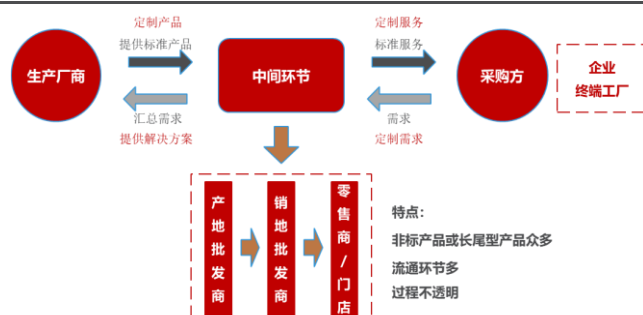 定制产品
提供标准产品
生产厂商
汇总需求
提供解决方案
中间环节
定制服务
标准服务
需求
定制需求
采购方
企业
终端工厂
产地批发商
销地批发商
零售商/门店
特点：
非标产品或长尾型产品众多
流通环节多
过程不透明